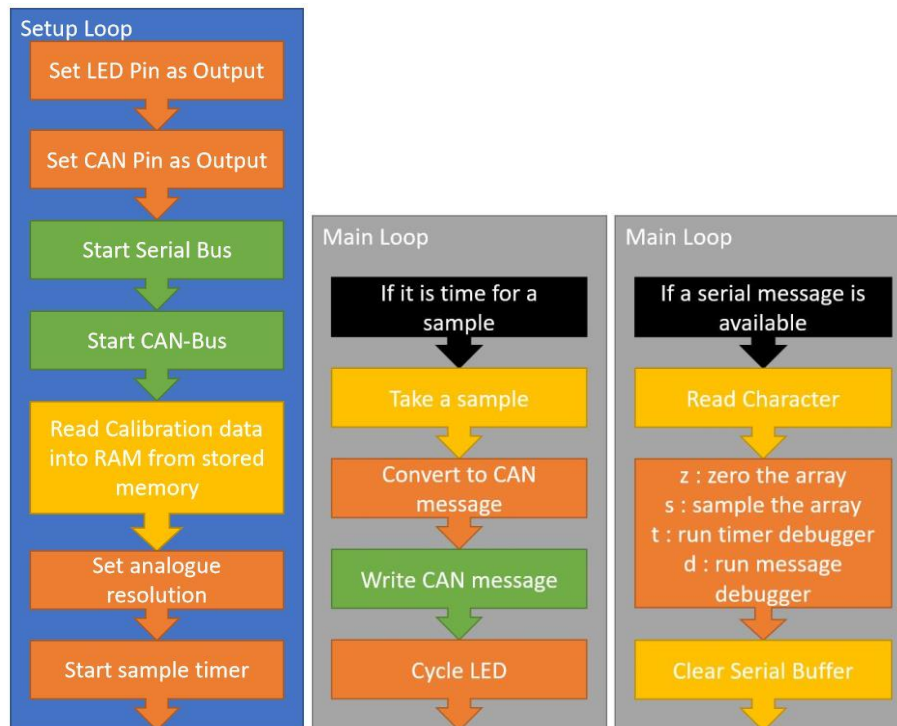 Setup Loop
Set LED Pin as Output
Set CAN Pin as Output
Start Serial Bus
Start CAN-Bus
Read Calibration data
into RAM from stored
memory
Set analogue
resolution
Start sample timer
Main Loop
If it is time for a
sample
Take a sample
Convert to CAN
message
Write CAN message
Cycle LED
Main Loop
If a serial message is
available
Read Character
z : zero the array
s : sample the array
t : run timer debugger
d : run message
debugger
Clear Serial Buffer